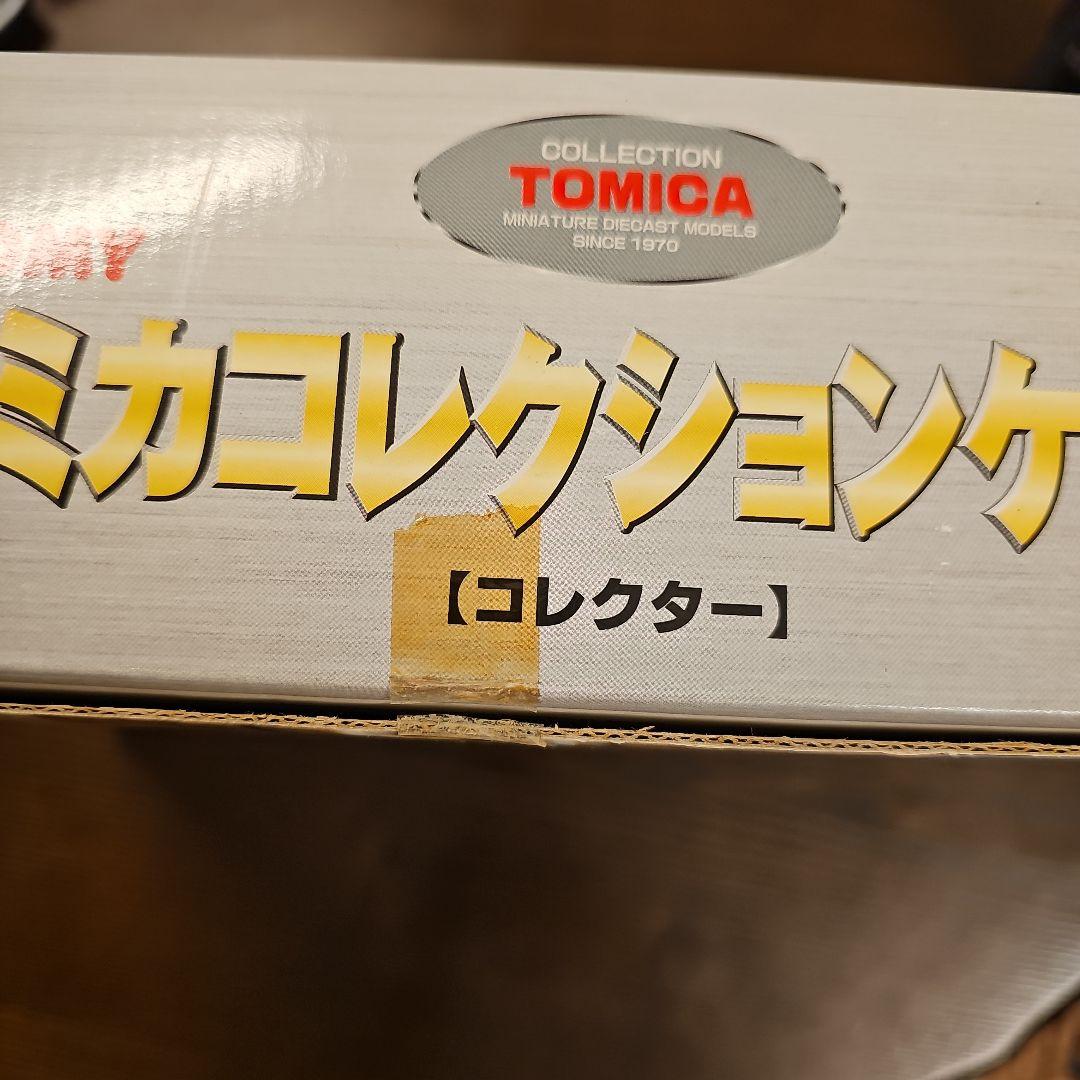 COLLECTION
TOMICA
MINIATURE DIECAST MODELS
SINCE 1970
ミカコレクションケ
【コレクター】